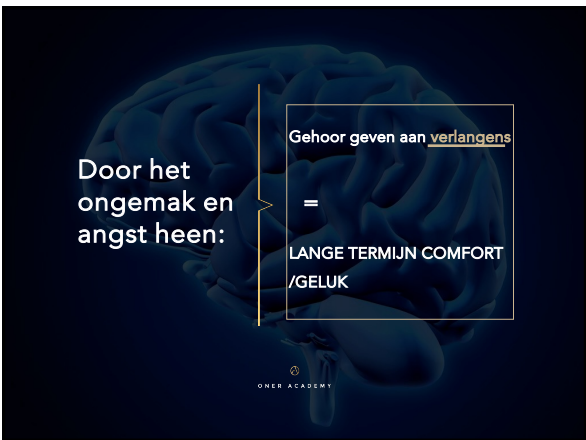 Door het
ongemak en
angst heen:
Gehoor geven aan verlangens
=
LANGE TERMIJN COMFORT
/GELUK
ONER ACADEMY